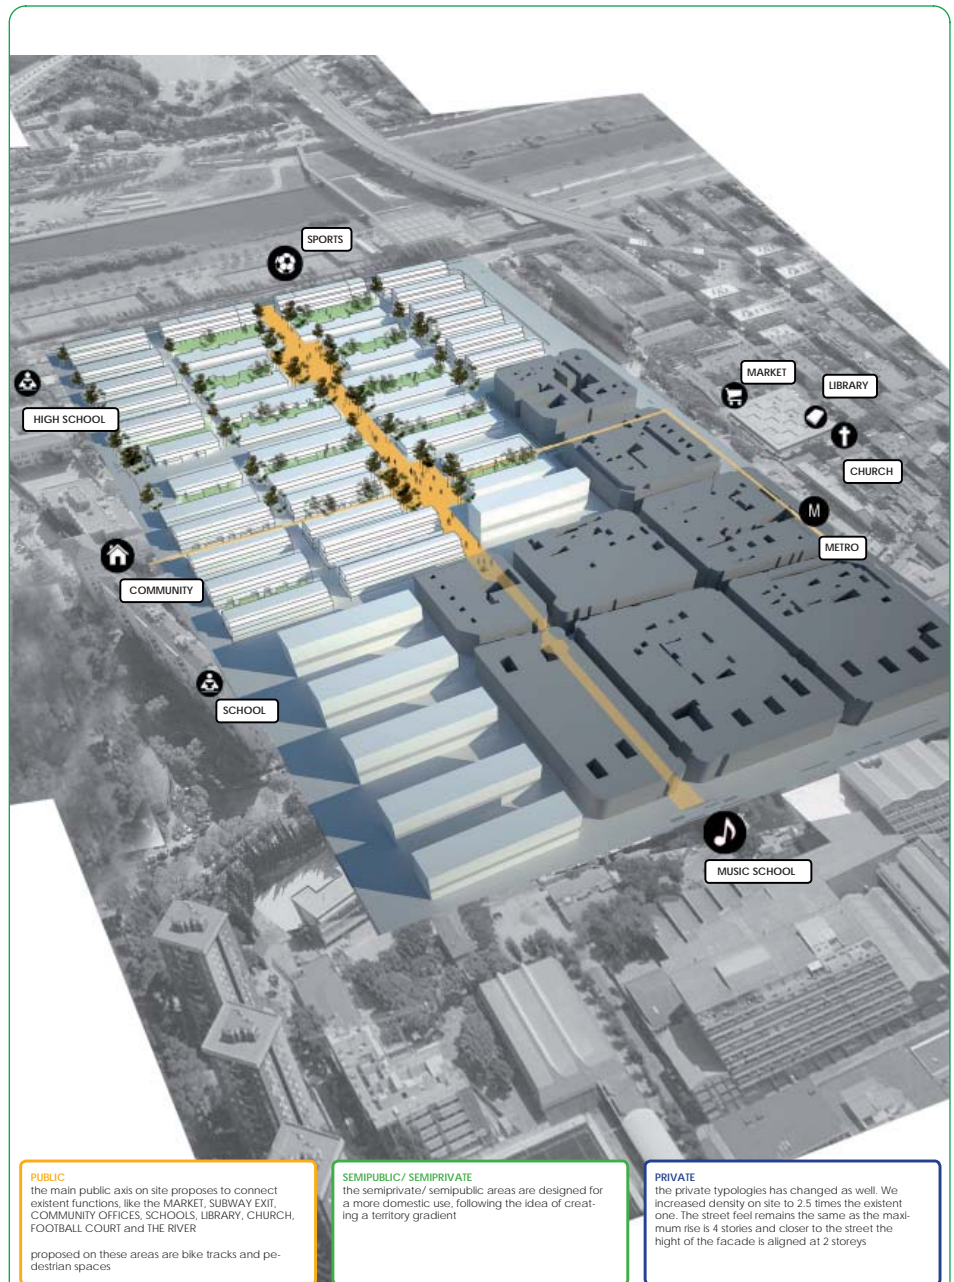 SPORTS
MARKET
LIBRARY
HIGH SCHOOL
CHURCH
M
METRO
COMMUNITY
SCHOOL
MUSIC SCHOOL
PUBLIC
the main public axis on site proposes to connect
existent functions, like the MARKET, SUBWAY EXIT,
COMMUNITY OFFICES, SCHOOLS, LIBRARY, CHURCH,
FOOTBALL COURT and THE RIVER
proposed on these areas are bike tracks and pe-
destrian spaces
SEMIPUBLIC/ SEMIPRIVATE
the semiprivate/ semipublic areas are designed for
a more domestic use, following the idea of creat-
ing a territory gradient
PRIVATE
the private typologies has changed as well. We
increased density on site to 2.5 times the existent
one. The street feel remains the same as the maxi-
mum rise is 4 stories and closer to the street the
hight of the facade is aligned at 2 storeys